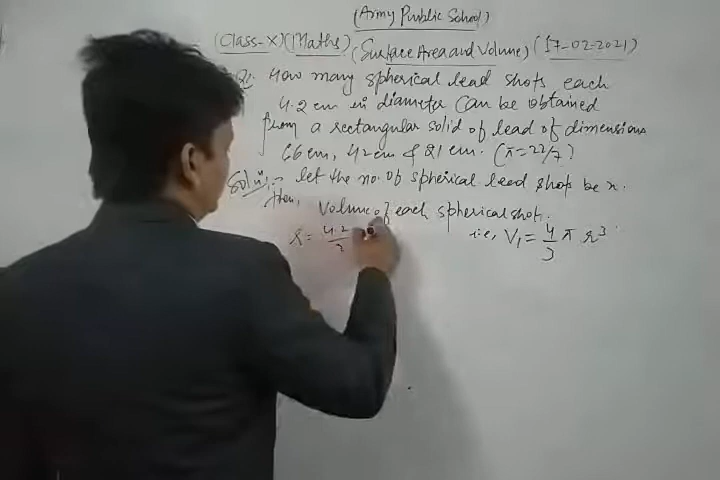 (Army Public School)
(Class-X) (Maths) (Surface Area and Volume) (17-02-2021)
Q. How many spherical lead shots each
4.2 cm in diameter can be obtained
from a rectangular solid of lead of dimensions
66 cm, 42 cm & 21 cm. (π=22/7)
Solⁿ:- let the no. of spherical lead shots be x.
Here, Volume of each spherical shot.
r = 4.2/2
i.e, V₁ = 4/3 π r³